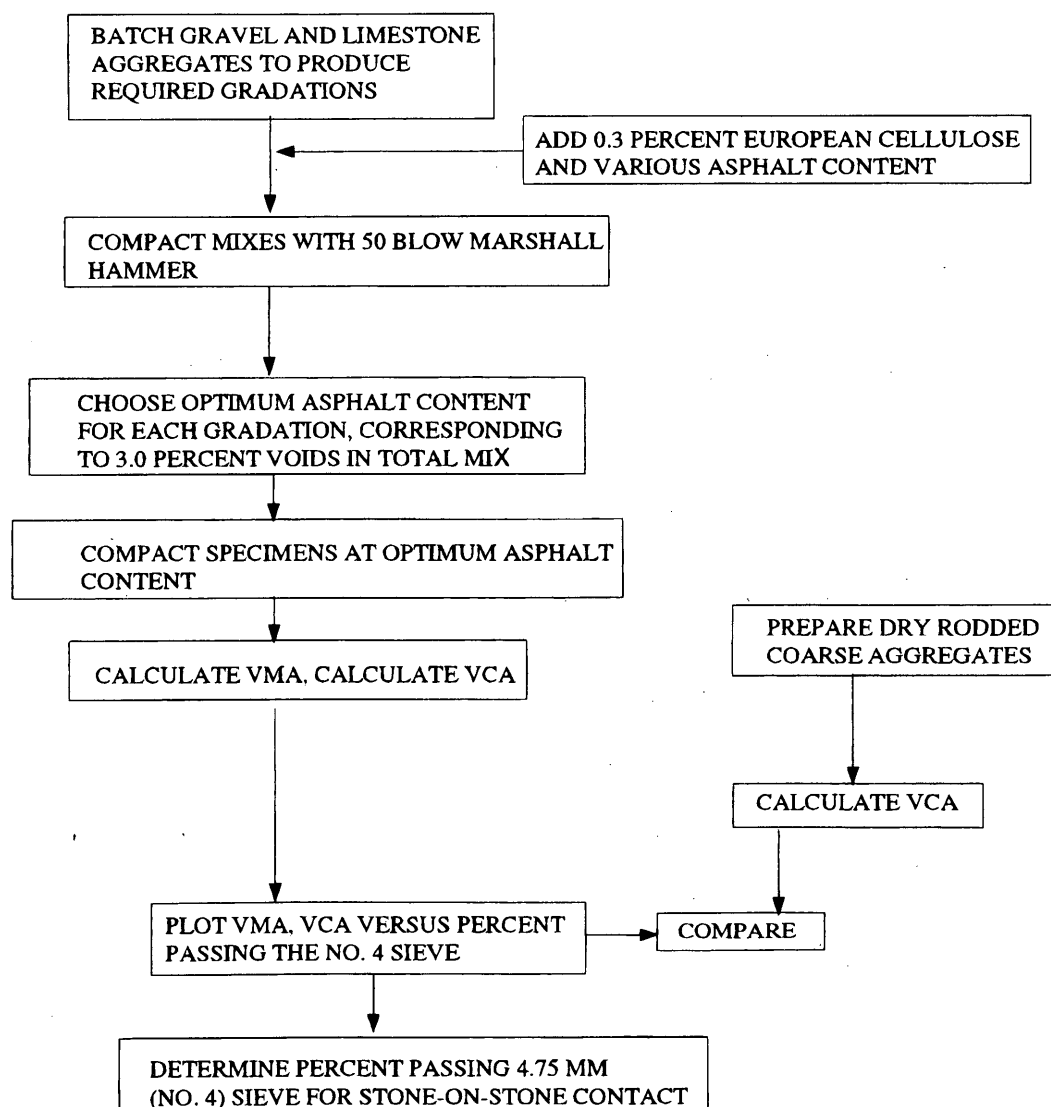 BATCH GRAVEL AND LIMESTONE
AGGREGATES TO PRODUCE
REQUIRED GRADATIONS
ADD 0.3 PERCENT EUROPEAN CELLULOSE
AND VARIOUS ASPHALT CONTENT
COMPACT MIXES WITH 50 BLOW MARSHALL
HAMMER
CHOOSE OPTIMUM ASPHALT CONTENT
FOR EACH GRADATION, CORRESPONDING
TO 3.0 PERCENT VOIDS IN TOTAL MIX
COMPACT SPECIMENS AT OPTIMUM ASPHALT
CONTENT
PREPARE DRY RODDED
COARSE AGGREGATES
CALCULATE VMA, CALCULATE VCA
CALCULATE VCA
PLOT VMA, VCA VERSUS PERCENT
PASSING THE NO. 4 SIEVE
COMPARE
DETERMINE PERCENT PASSING 4.75 MM
(NO. 4) SIEVE FOR STONE-ON-STONE CONTACT